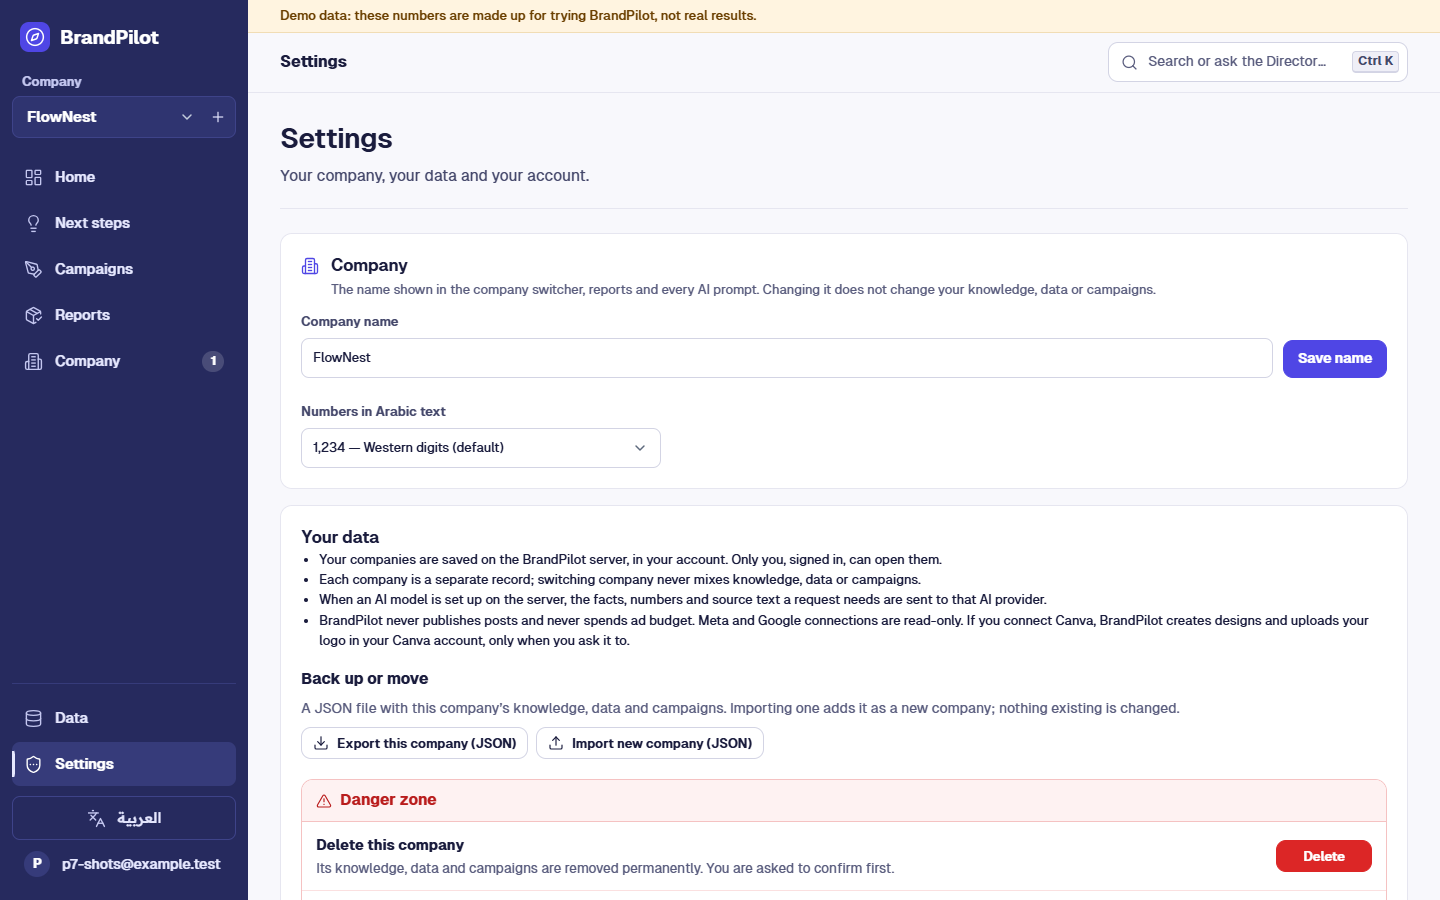 BrandPilot
Company
FlowNest
Home
Next steps
Campaigns
Reports
Company 1
Data
Settings
العربية
P p7-shots@example.test
Demo data: these numbers are made up for trying BrandPilot, not real results.
Settings
Search or ask the Director... Ctrl K
Settings
Your company, your data and your account.
Company
The name shown in the company switcher, reports and every AI prompt. Changing it does not change your knowledge, data or campaigns.
Company name
FlowNest
Save name
Numbers in Arabic text
1,234 — Western digits (default)
Your data
• Your companies are saved on the BrandPilot server, in your account. Only you, signed in, can open them.
• Each company is a separate record; switching company never mixes knowledge, data or campaigns.
• When an AI model is set up on the server, the facts, numbers and source text a request needs are sent to that AI provider.
• BrandPilot never publishes posts and never spends ad budget. Meta and Google connections are read-only. If you connect Canva, BrandPilot creates designs and uploads your
logo in your Canva account, only when you ask it to.
Back up or move
A JSON file with this company's knowledge, data and campaigns. Importing one adds it as a new company; nothing existing is changed.
Export this company (JSON) Import new company (JSON)
Danger zone
Delete this company
Its knowledge, data and campaigns are removed permanently. You are asked to confirm first.
Delete